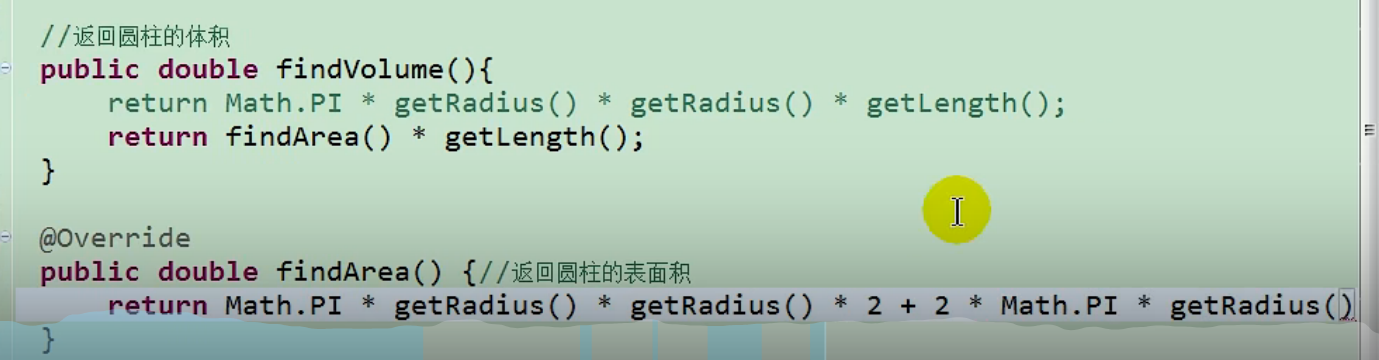 //返回圆柱的体积
public double findVolume(){
return Math.PI * getRadius() * getRadius() * getLength();
return findArea() * getLength();
}
@Override
public double findArea() {//返回圆柱的表面积
return Math.PI * getRadius() * getRadius() * 2 + 2 * Math.PI * getRadius()
}